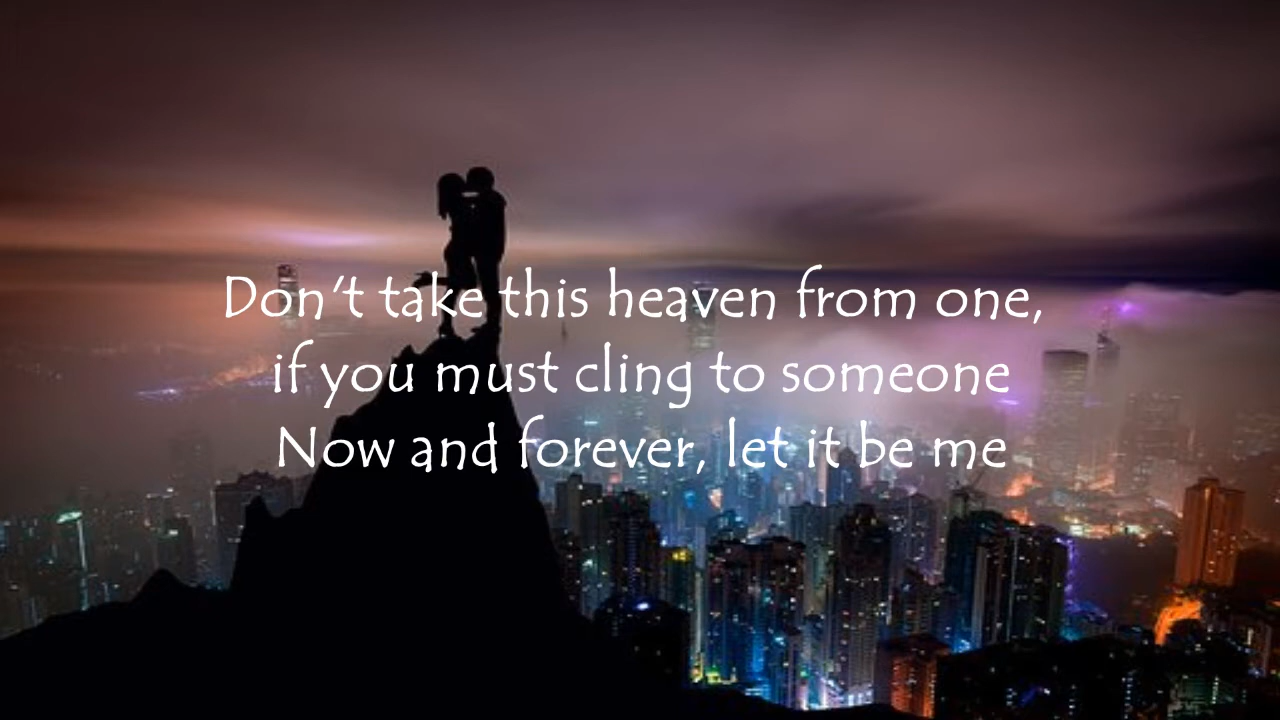 Don't take this heaven from one,
if you must cling to someone
Now and forever, let it be me